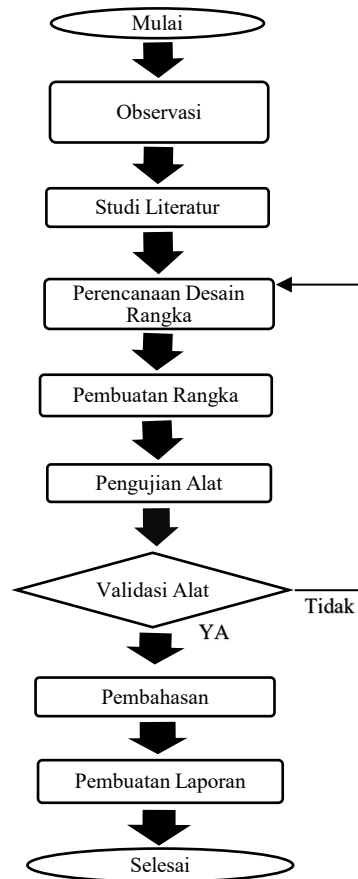 Mulai
Observasi
Studi Literatur
Perencanaan Desain
Rangka
Pembuatan Rangka
Pengujian Alat
Validasi Alat
Tidak
YA
Pembahasan
Pembuatan Laporan
Selesai